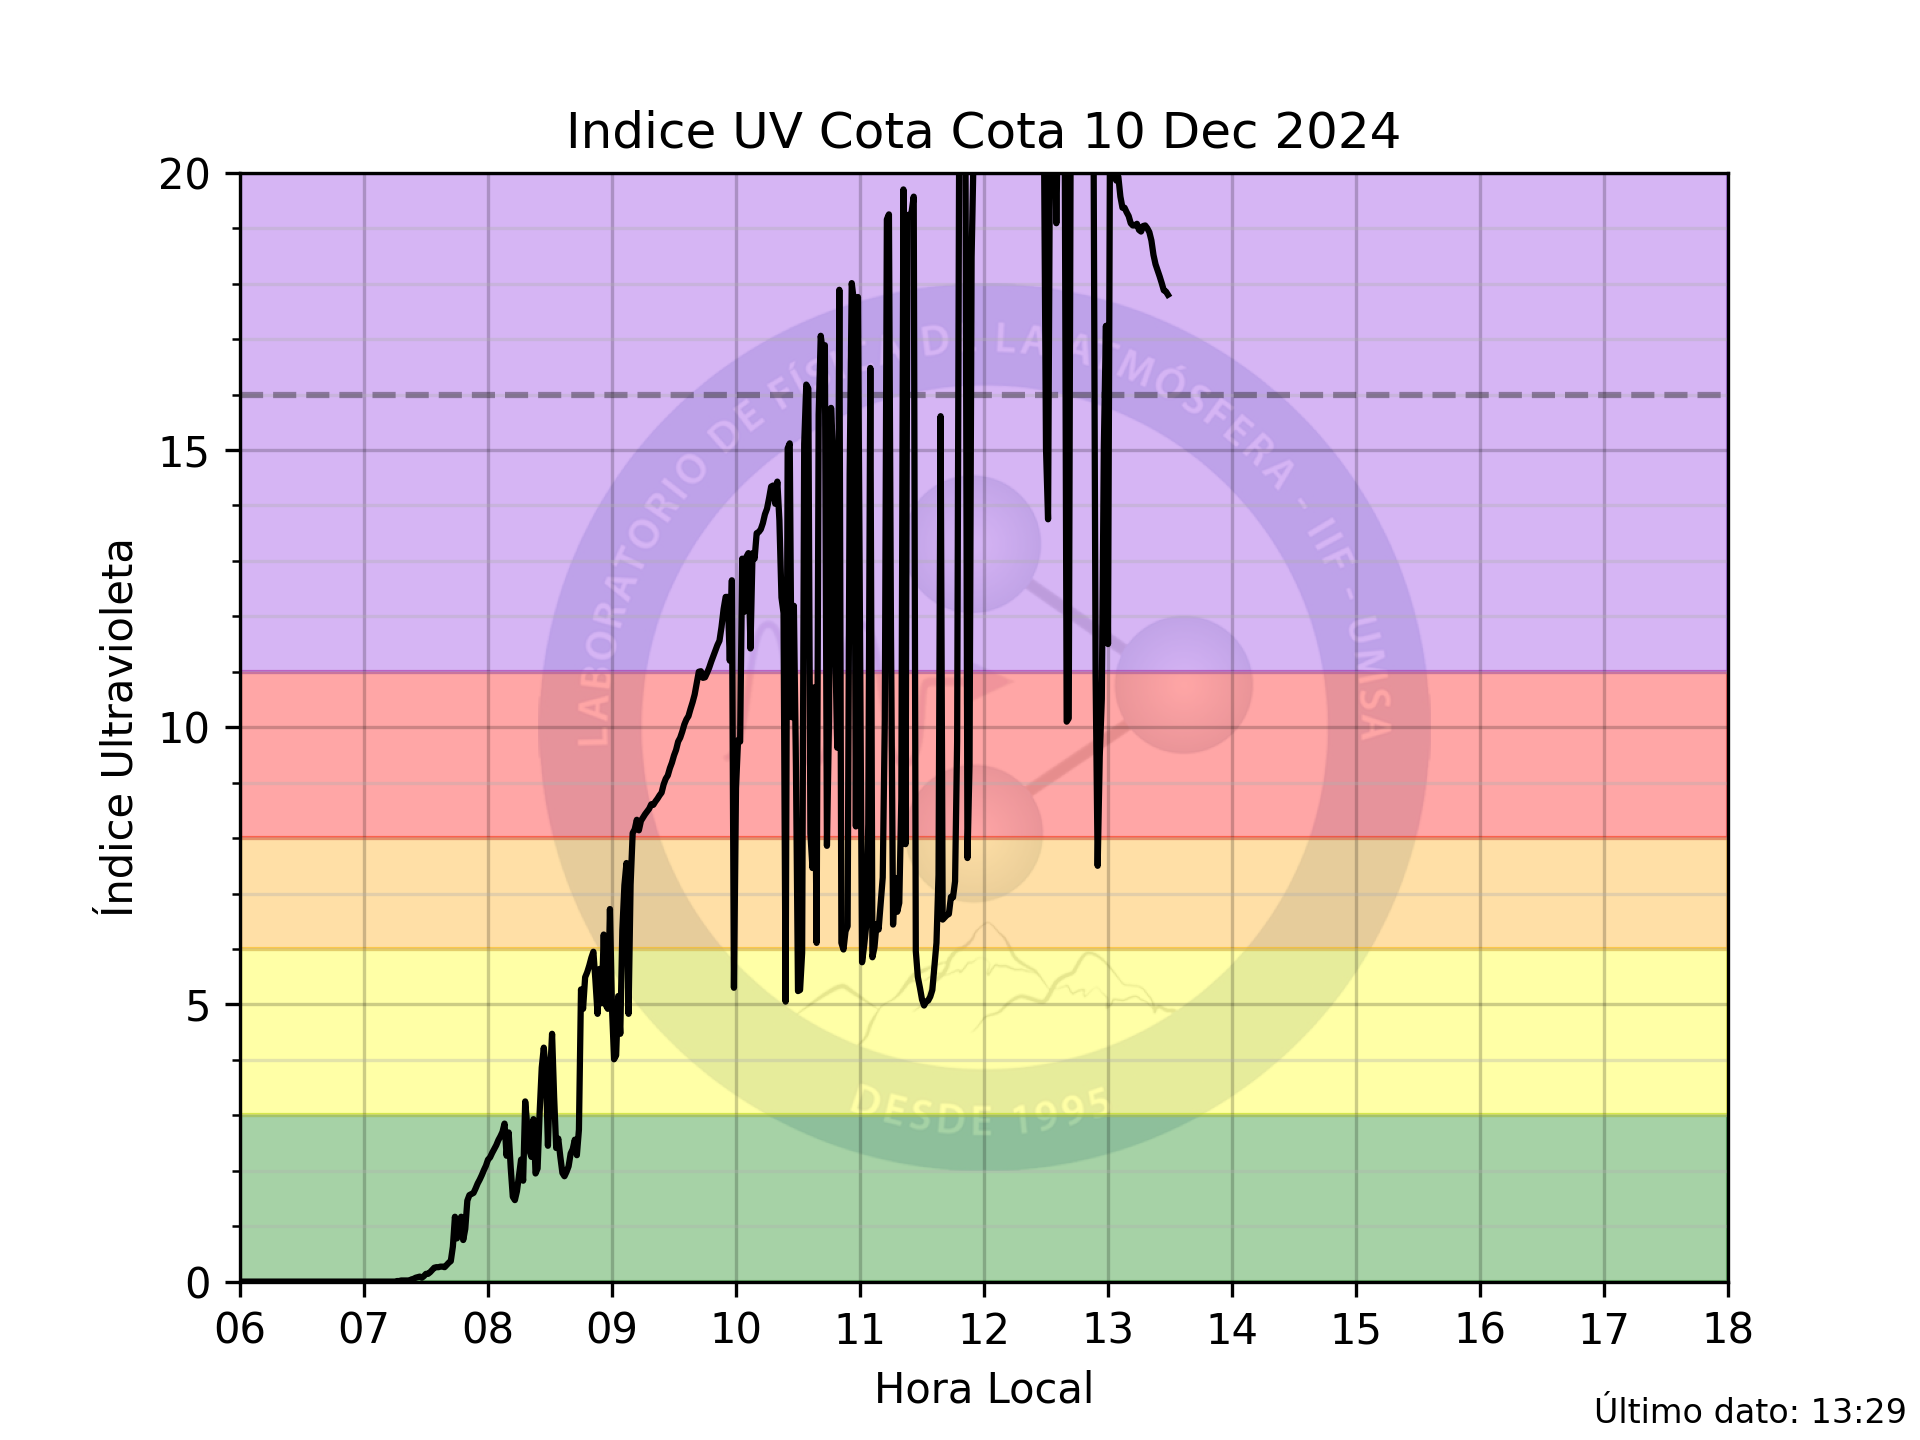 Indice UV Cota Cota 10 Dec 2024
20
15
10
5
0
Índice Ultravioleta
LABORATORIO DE FÍSICA DE LA ATMÓSFERA - IIF - UMSA
DESDE 1995
06 07 08 09 10 11 12 13 14 15 16 17 18
Hora Local
Último dato: 13:29